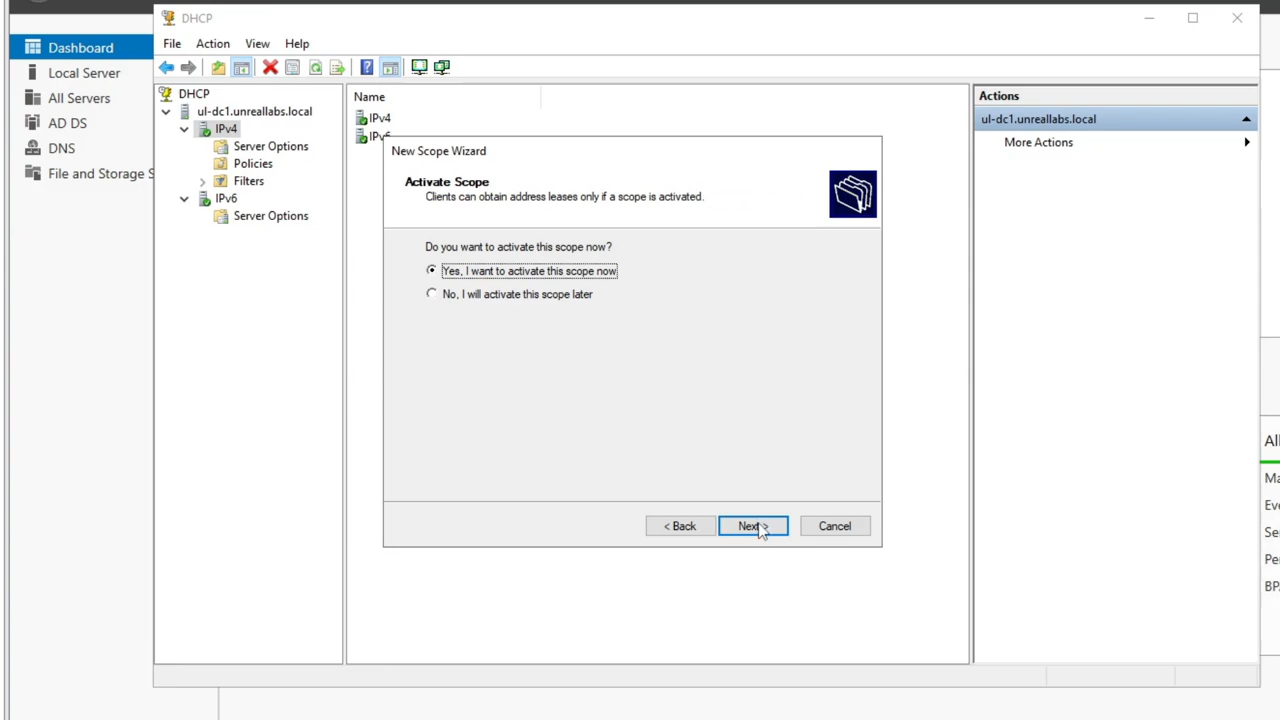 DHCP
File Action View Help
Dashboard
Local Server
All Servers
AD DS
DNS
File and Storage S
DHCP
ul-dc1.unreallabs.local
IPv4
Server Options
Policies
Filters
IPv6
Server Options
Name
IPv4
IPv6
New Scope Wizard
Activate Scope
Clients can obtain address leases only if a scope is activated.
Do you want to activate this scope now?
Yes, I want to activate this scope now
No, I will activate this scope later
< Back Next > Cancel
Actions
ul-dc1.unreallabs.local
More Actions
All
Ma
Eve
Ser
Per
BPA